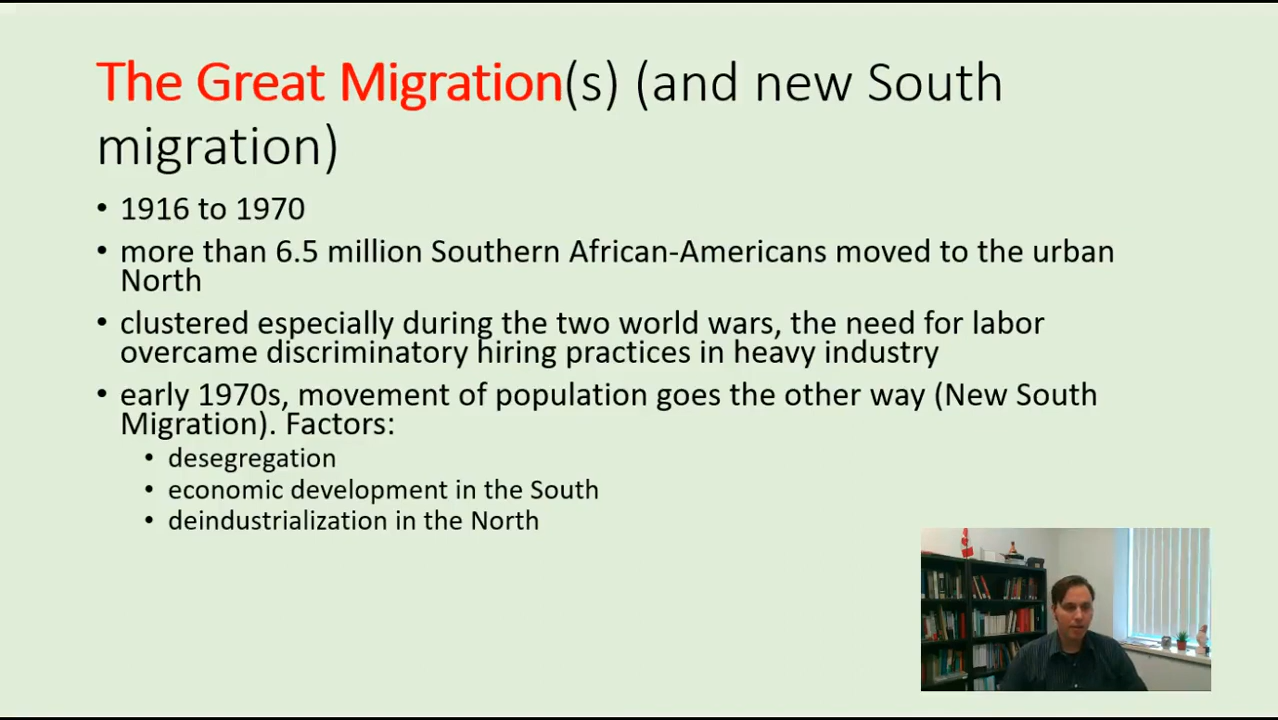 The Great Migration(s) (and new South
migration)
• 1916 to 1970
• more than 6.5 million Southern African-Americans moved to the urban
North
• clustered especially during the two world wars, the need for labor
overcame discriminatory hiring practices in heavy industry
• early 1970s, movement of population goes the other way (New South
Migration). Factors:
• desegregation
• economic development in the South
• deindustrialization in the North